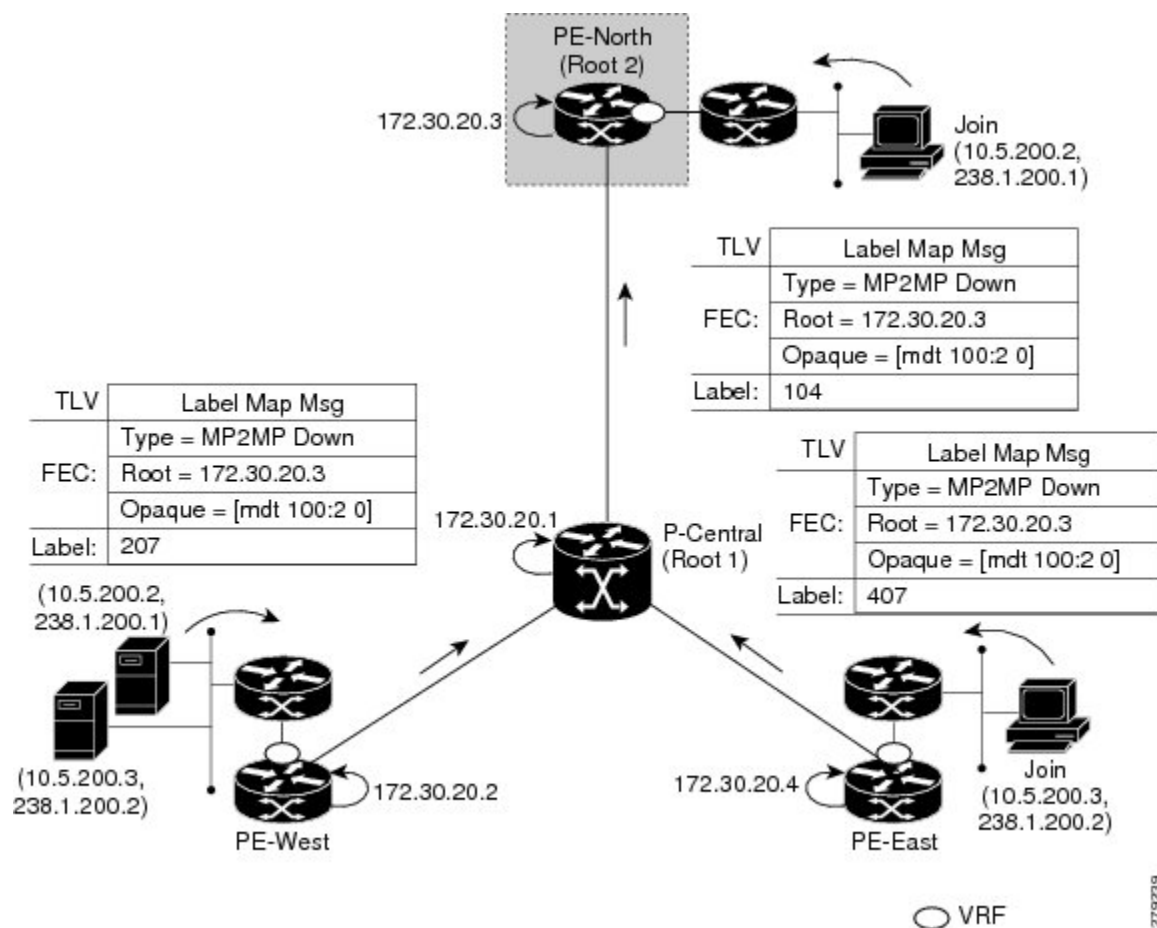 PE-North
(Root 2)
172.30.20.3
Join
(10.5.200.2,
238.1.200.1)
TLV
Label Map Msg
Type = MP2MP Down
FEC:
Root = 172.30.20.3
Opaque = [mdt 100:2 0]
Label:
104
TLV
Label Map Msg
Type = MP2MP Down
FEC:
Root = 172.30.20.3
Opaque = [mdt 100:2 0]
Label:
207
TLV
Label Map Msg
Type = MP2MP Down
FEC:
Root = 172.30.20.3
Opaque = [mdt 100:2 0]
Label:
407
172.30.20.1
P-Central
(Root 1)
(10.5.200.2,
238.1.200.1)
(10.5.200.3,
238.1.200.2)
172.30.20.2
PE-West
172.30.20.4
PE-East
Join
(10.5.200.3,
238.1.200.2)
VRF